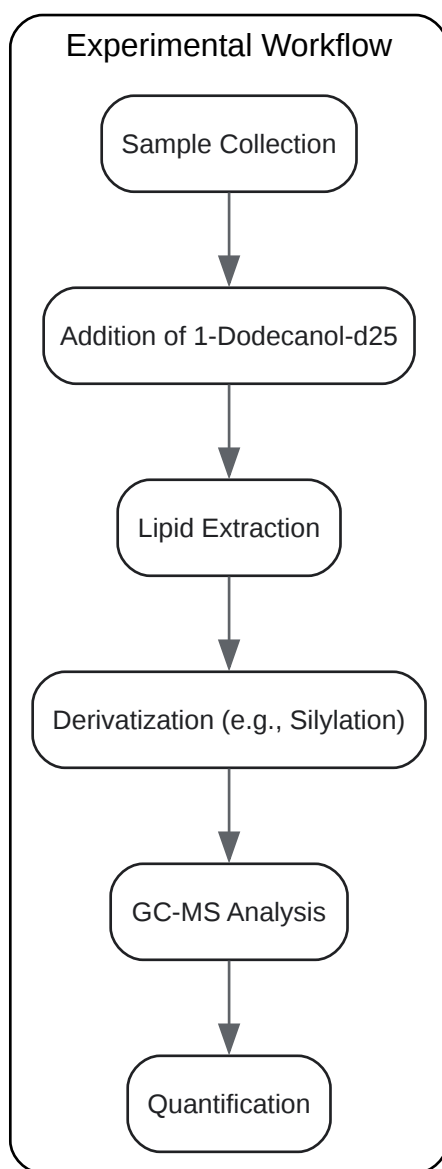 Experimental Workflow
Sample Collection
Addition of 1-Dodecanol-d25
Lipid Extraction
Derivatization (e.g., Silylation)
GC-MS Analysis
Quantification